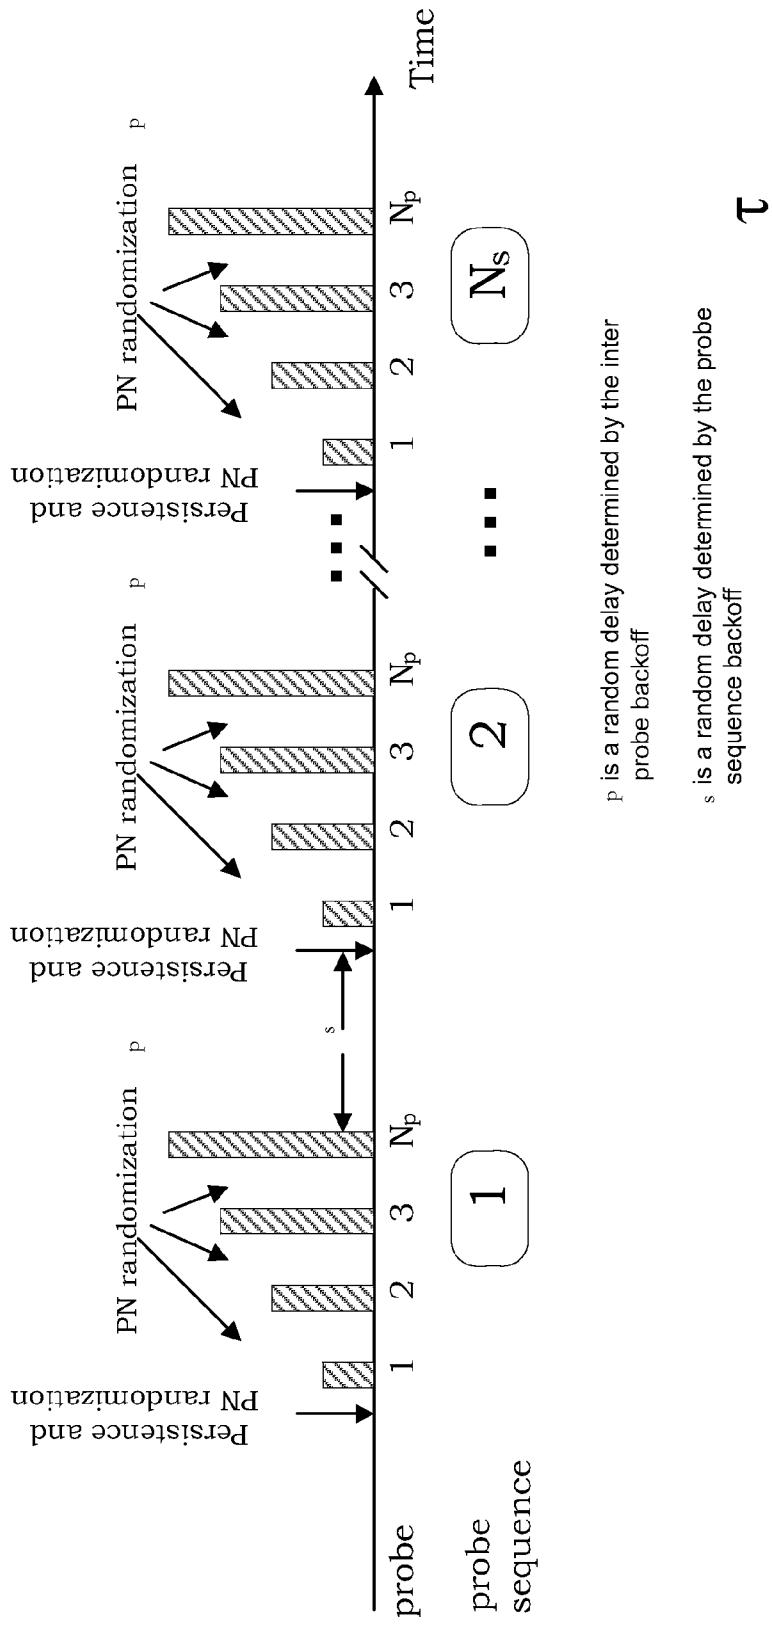 Persistence and
PN randomization
PN randomization
p
Persistence and
PN randomization
PN randomization
p
Persistence and
PN randomization
PN randomization
p
s
probe
1
2
3
Np
1
2
3
Np
1
2
3
Np
Time
probe
sequence
1
2
Ns
p is a random delay determined by the inter
probe backoff
s is a random delay determined by the probe
sequence backoff
τ